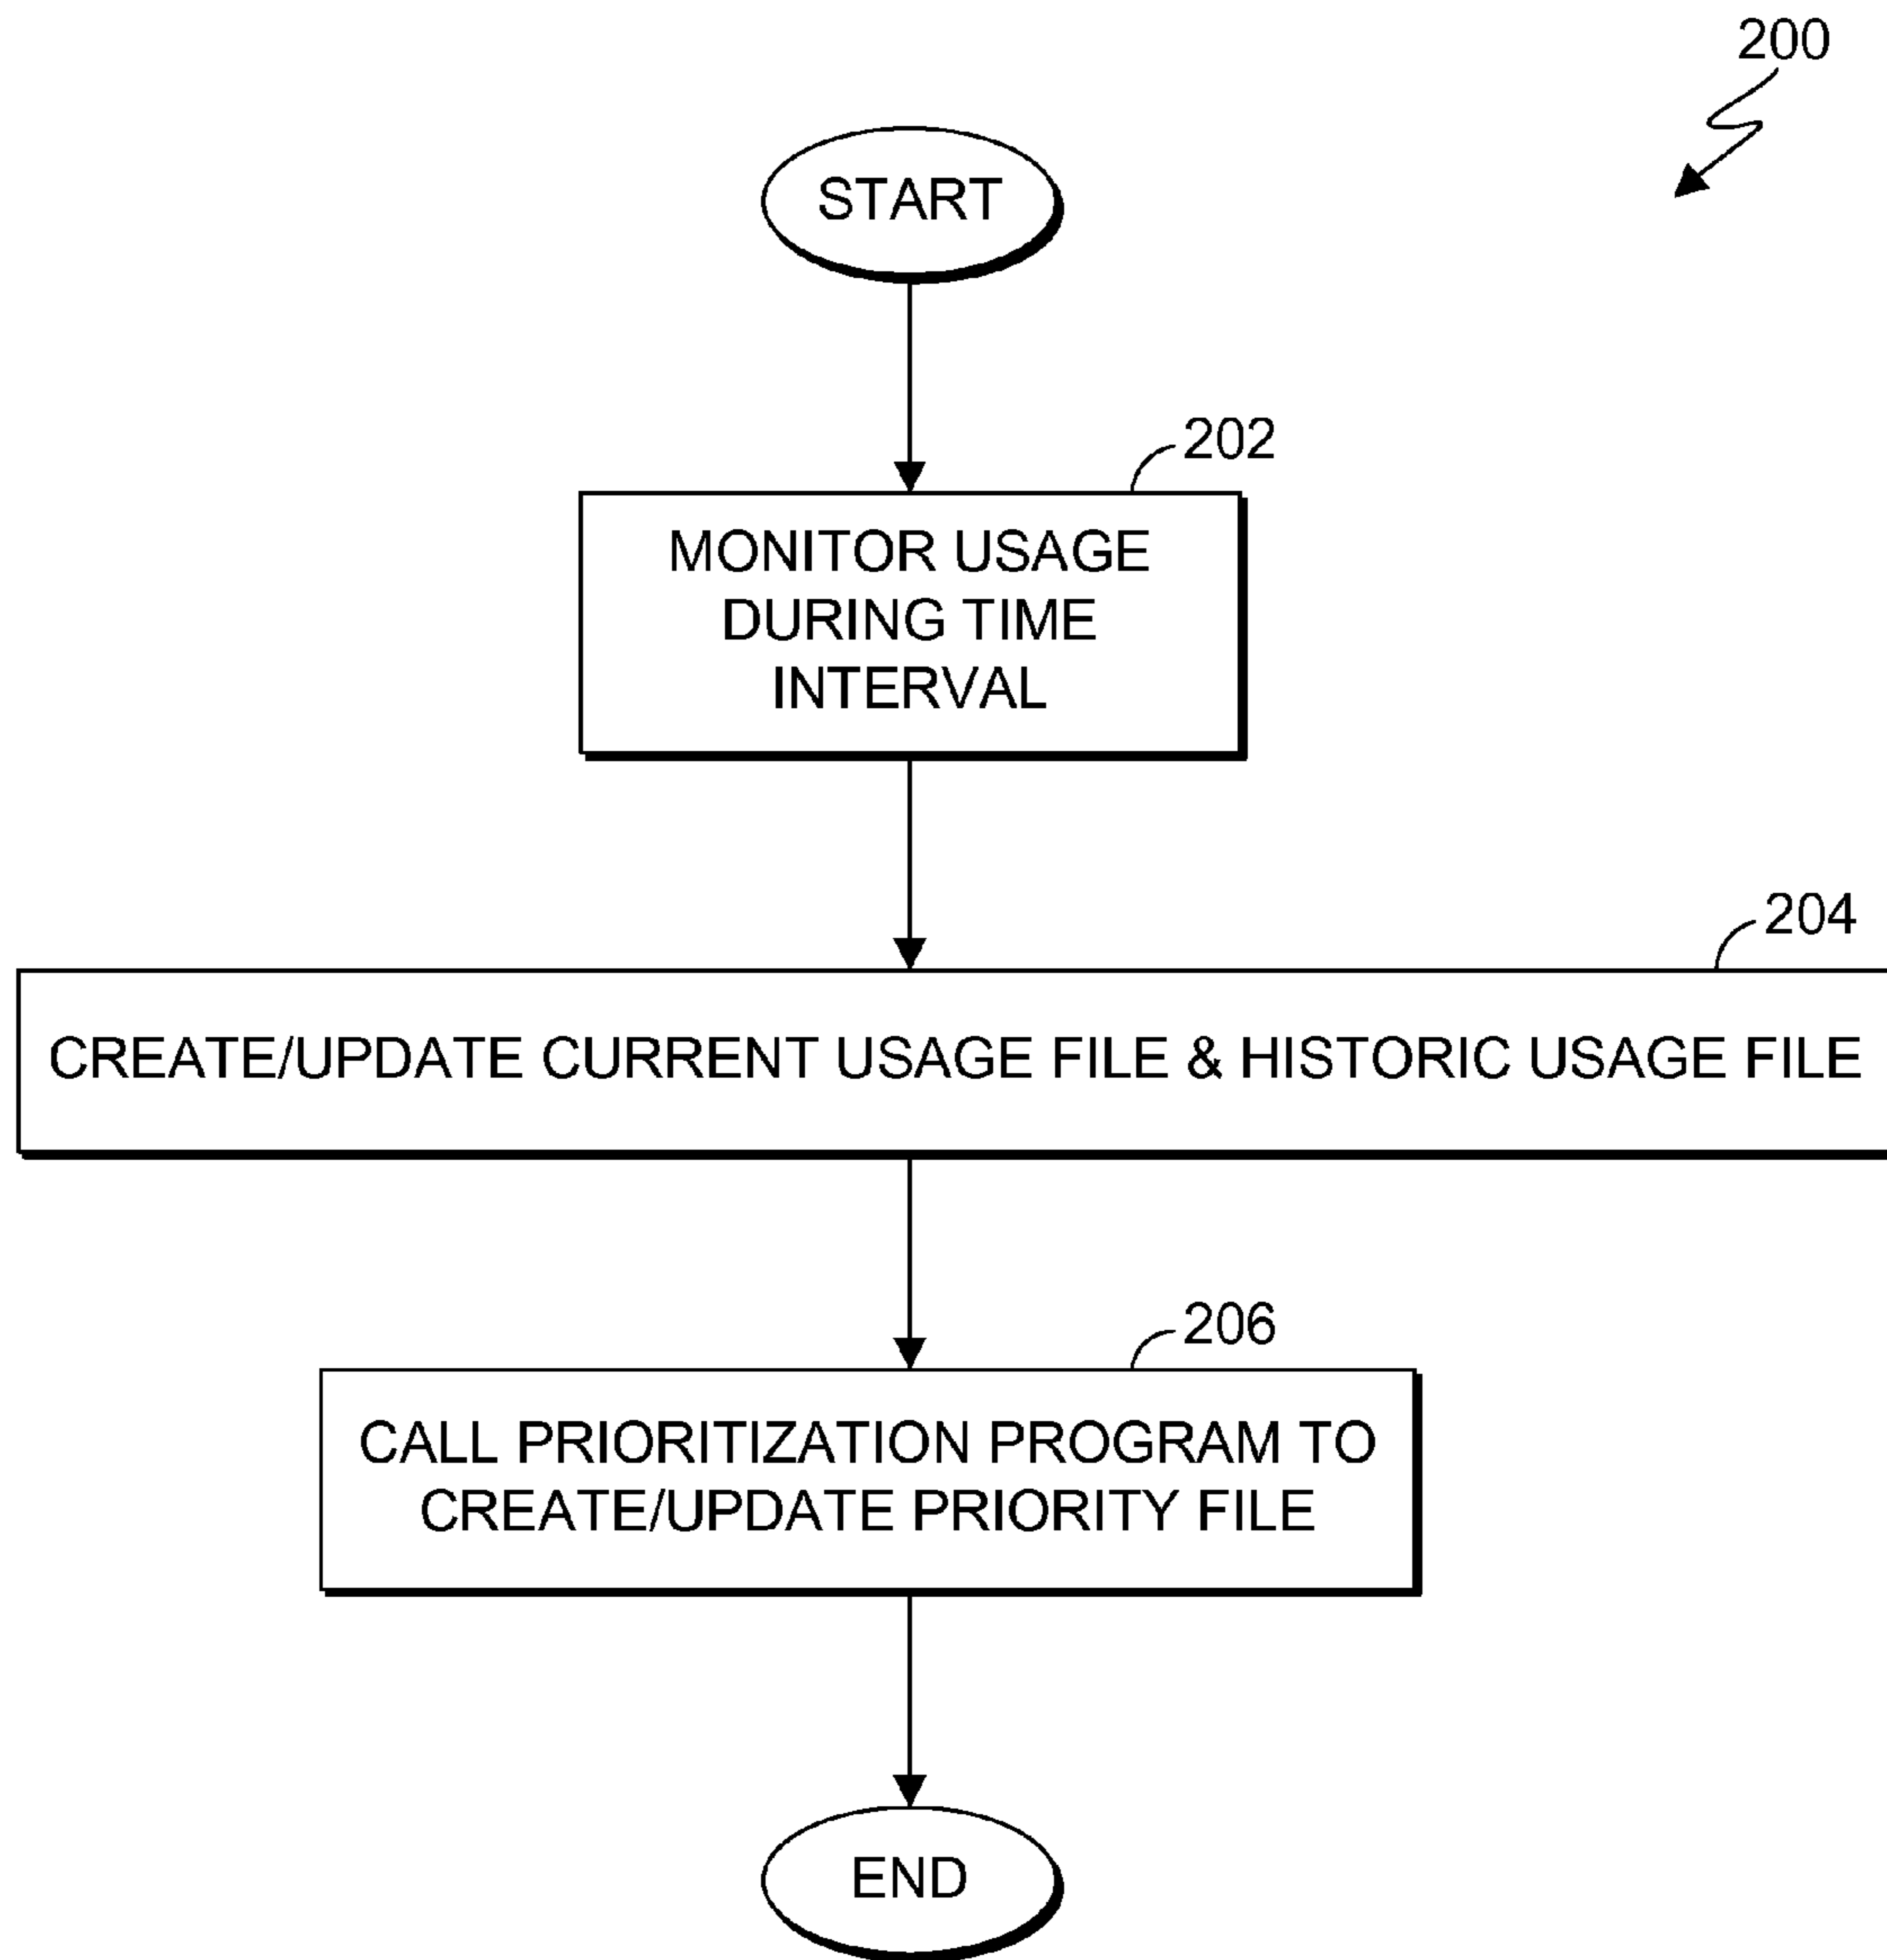 200
START
202
MONITOR USAGE
DURING TIME
INTERVAL
204
CREATE/UPDATE CURRENT USAGE FILE & HISTORIC USAGE FILE
206
CALL PRIORITIZATION PROGRAM TO
CREATE/UPDATE PRIORITY FILE
END